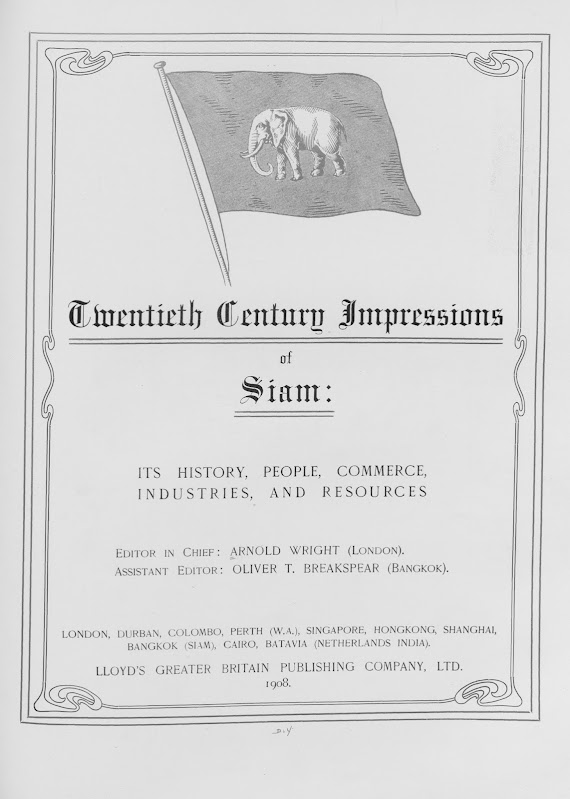 Twentieth Century Impressions
of
Siam:
ITS HISTORY, PEOPLE, COMMERCE,
INDUSTRIES, AND RESOURCES
EDITOR IN CHIEF: ARNOLD WRIGHT (LONDON).
ASSISTANT EDITOR: OLIVER T. BREAKSPEAR (BANGKOK).
LONDON, DURBAN, COLOMBO, PERTH (W.A.), SINGAPORE, HONGKONG, SHANGHAI,
BANGKOK (SIAM), CAIRO, BATAVIA (NETHERLANDS INDIA).
LLOYD'S GREATER BRITAIN PUBLISHING COMPANY, LTD.
1908.